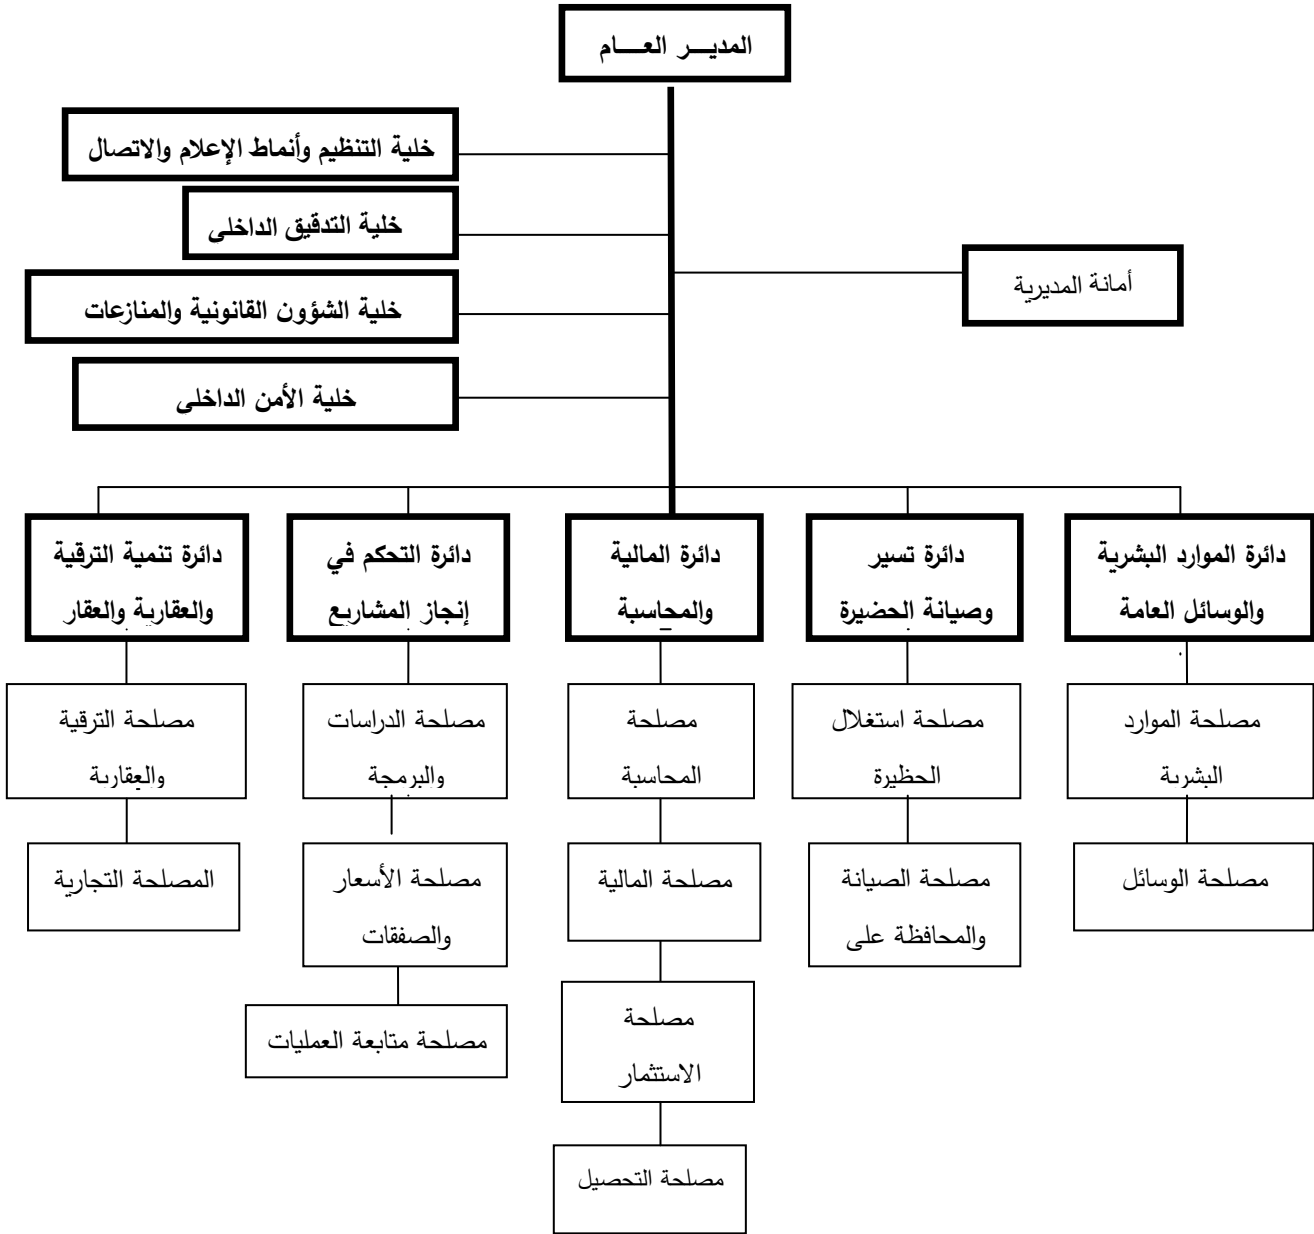 المديـــر العـــام
خلية التنظيم وأنماط الإعلام والاتصال
خلية التدقيق الداخلى
أمانة المديرية
خلية الشؤون القانونية والمنازعات
خلية الأمن الداخلى
دائرة الموارد البشرية
والوسائل العامة
دائرة تسير
وصيانة الحضيرة
دائرة المالية
والمحاسبة
دائرة التحكم في
إنجاز المشاريع
دائرة تنمية الترقية
والعقارية والعقار
مصلحة الموارد
البشرية
مصلحة استغلال
الحظيرة
مصلحة
المحاسبة
مصلحة الدراسات
والبرمجة
مصلحة الترقية
والعقارية
مصلحة الوسائل
مصلحة الصيانة
والمحافظة على
مصلحة المالية
مصلحة الأسعار
والصفقات
المصلحة التجارية
مصلحة
الاستثمار
مصلحة متابعة العمليات
مصلحة التحصيل